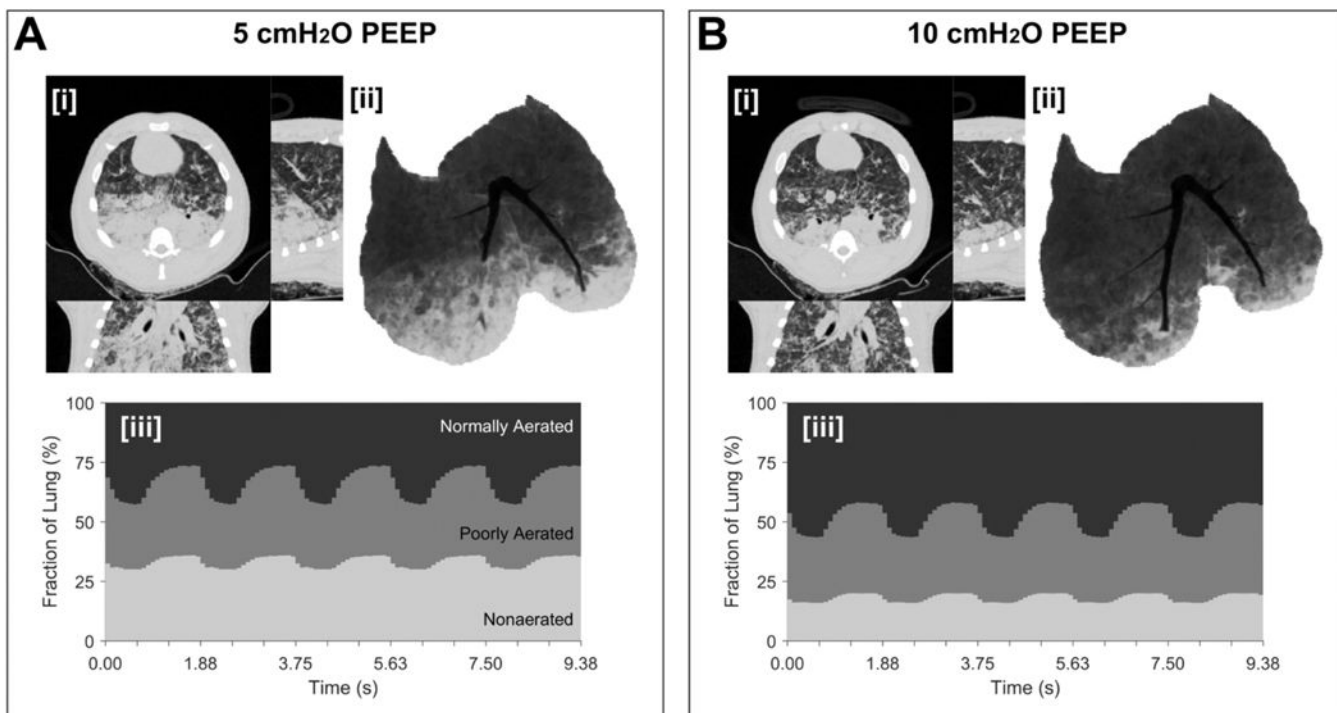 A
5 cmH2O PEEP
[i]
[ii]
100
75
50
25
0
Fraction of Lung (%)
[iii]
Normally Aerated
Poorly Aerated
Nonaerated
0.00 1.88 3.75 5.63 7.50 9.38
Time (s)
B
10 cmH2O PEEP
[i]
[ii]
100
75
50
25
0
Fraction of Lung (%)
[iii]
0.00 1.88 3.75 5.63 7.50 9.38
Time (s)